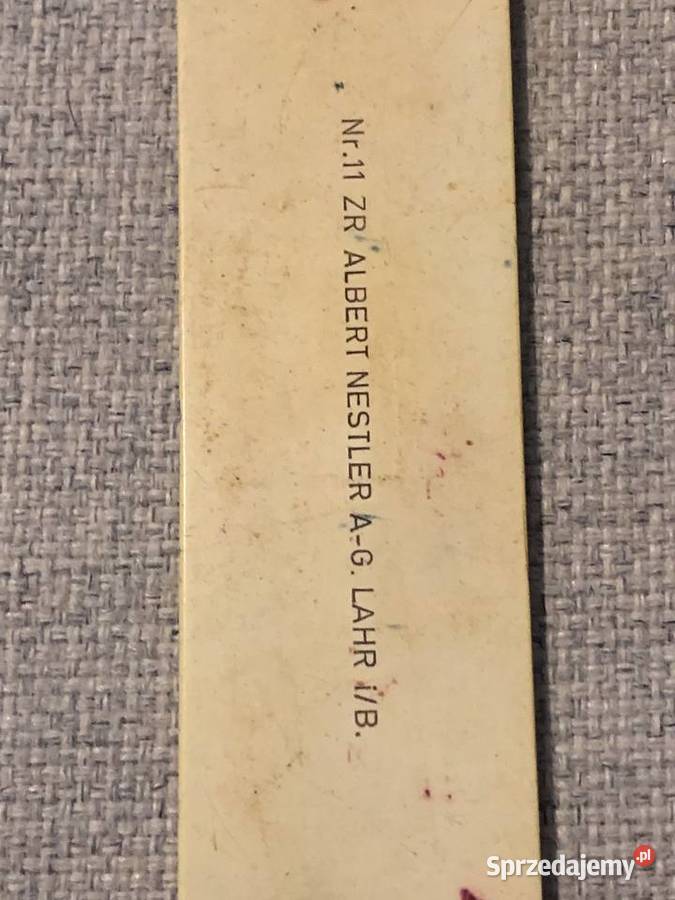 Nr.11 ZR ALBERT NESTLER A-G. LAHR i/B.
Sprzedajemy.pl